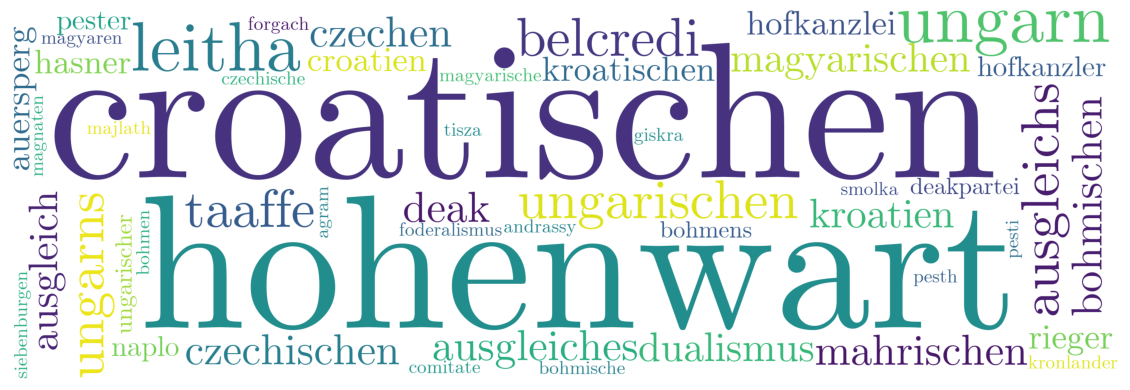 pester
forgach
magyaren
leitha
czechen
belcredi
hofkanzlei
ungarn
hasner
czechische
croatien
magyarische
kroatischen
magyarischen
hofkanzler
auersperg
magnaten
croatischen
majlath
tisza
giskra
ausgleichs
bohmischen
smolka
deakpartei
ausgleich
ungarns
ungarischer
bohmen
taaffe
agram
deak
ungarischen
kroatien
foderalismus
andrassy
bohmens
hohenwart
pesti
pesth
siebenburgen
naplo
czechischen
ausgleiches
dualismus
mahrischen
rieger
comitate
bohmische
kronlander